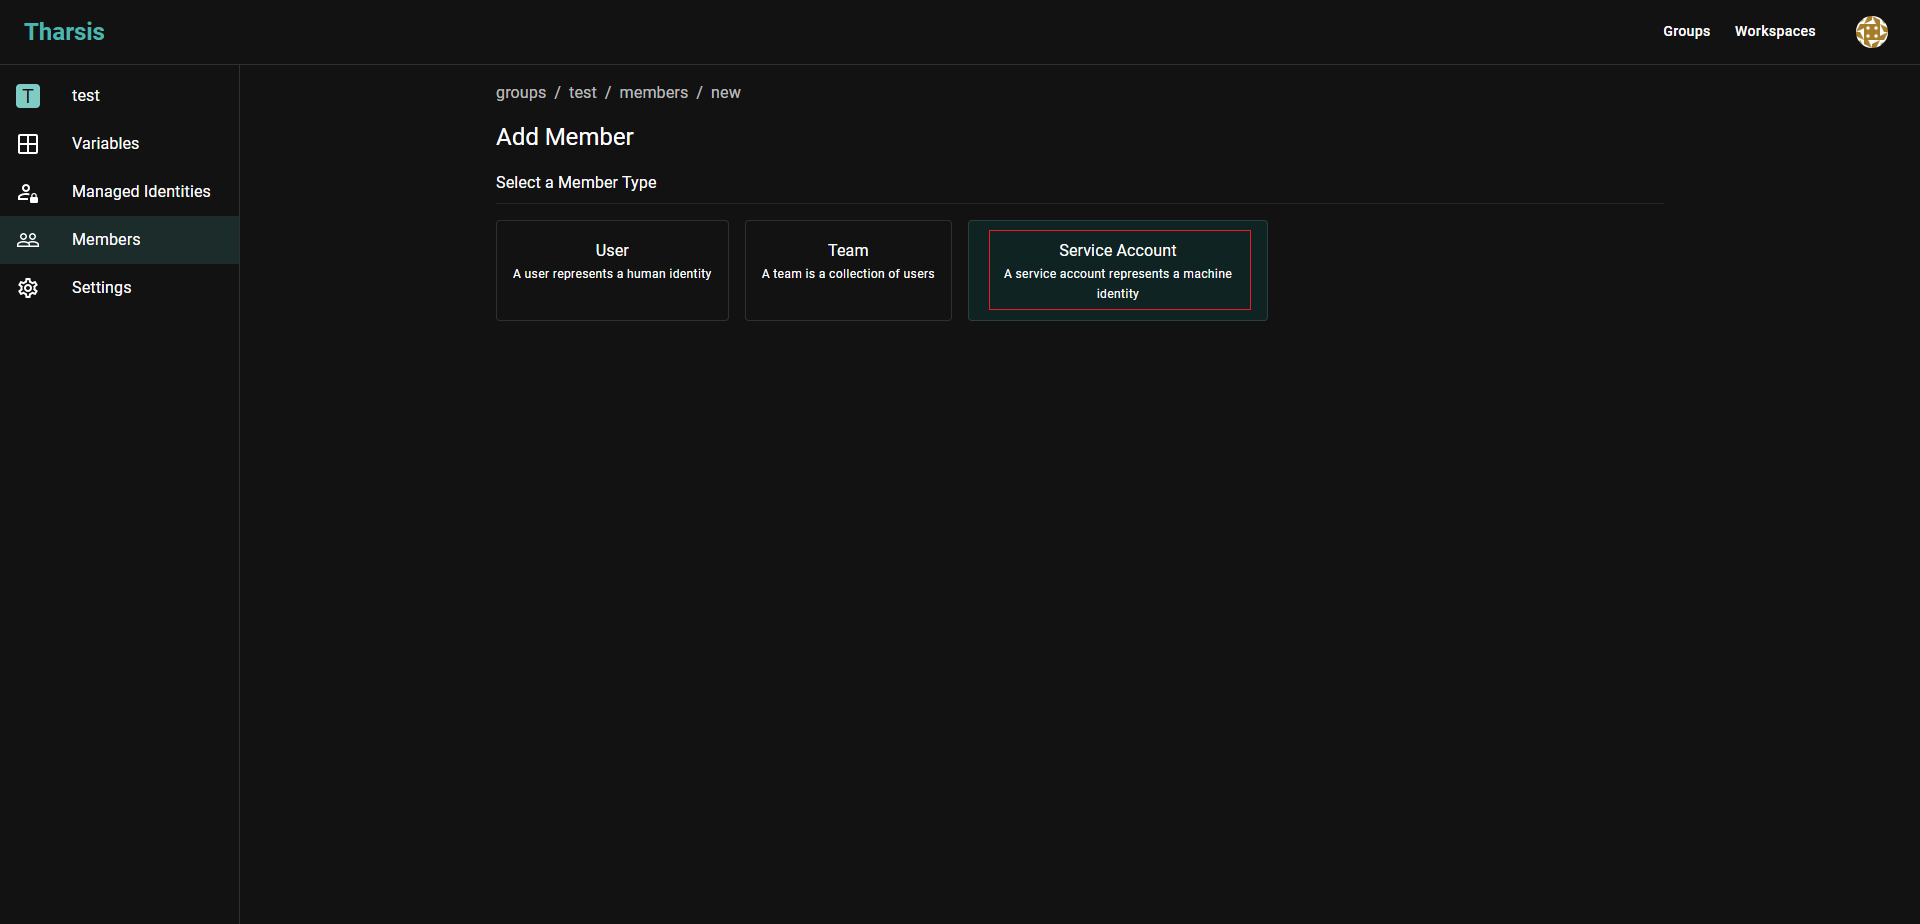 Tharsis
Groups
Workspaces
T
test
Variables
Managed Identities
Members
Settings
groups / test / members / new
Add Member
Select a Member Type
User
A user represents a human identity
Team
A team is a collection of users
Service Account
A service account represents a machine
identity